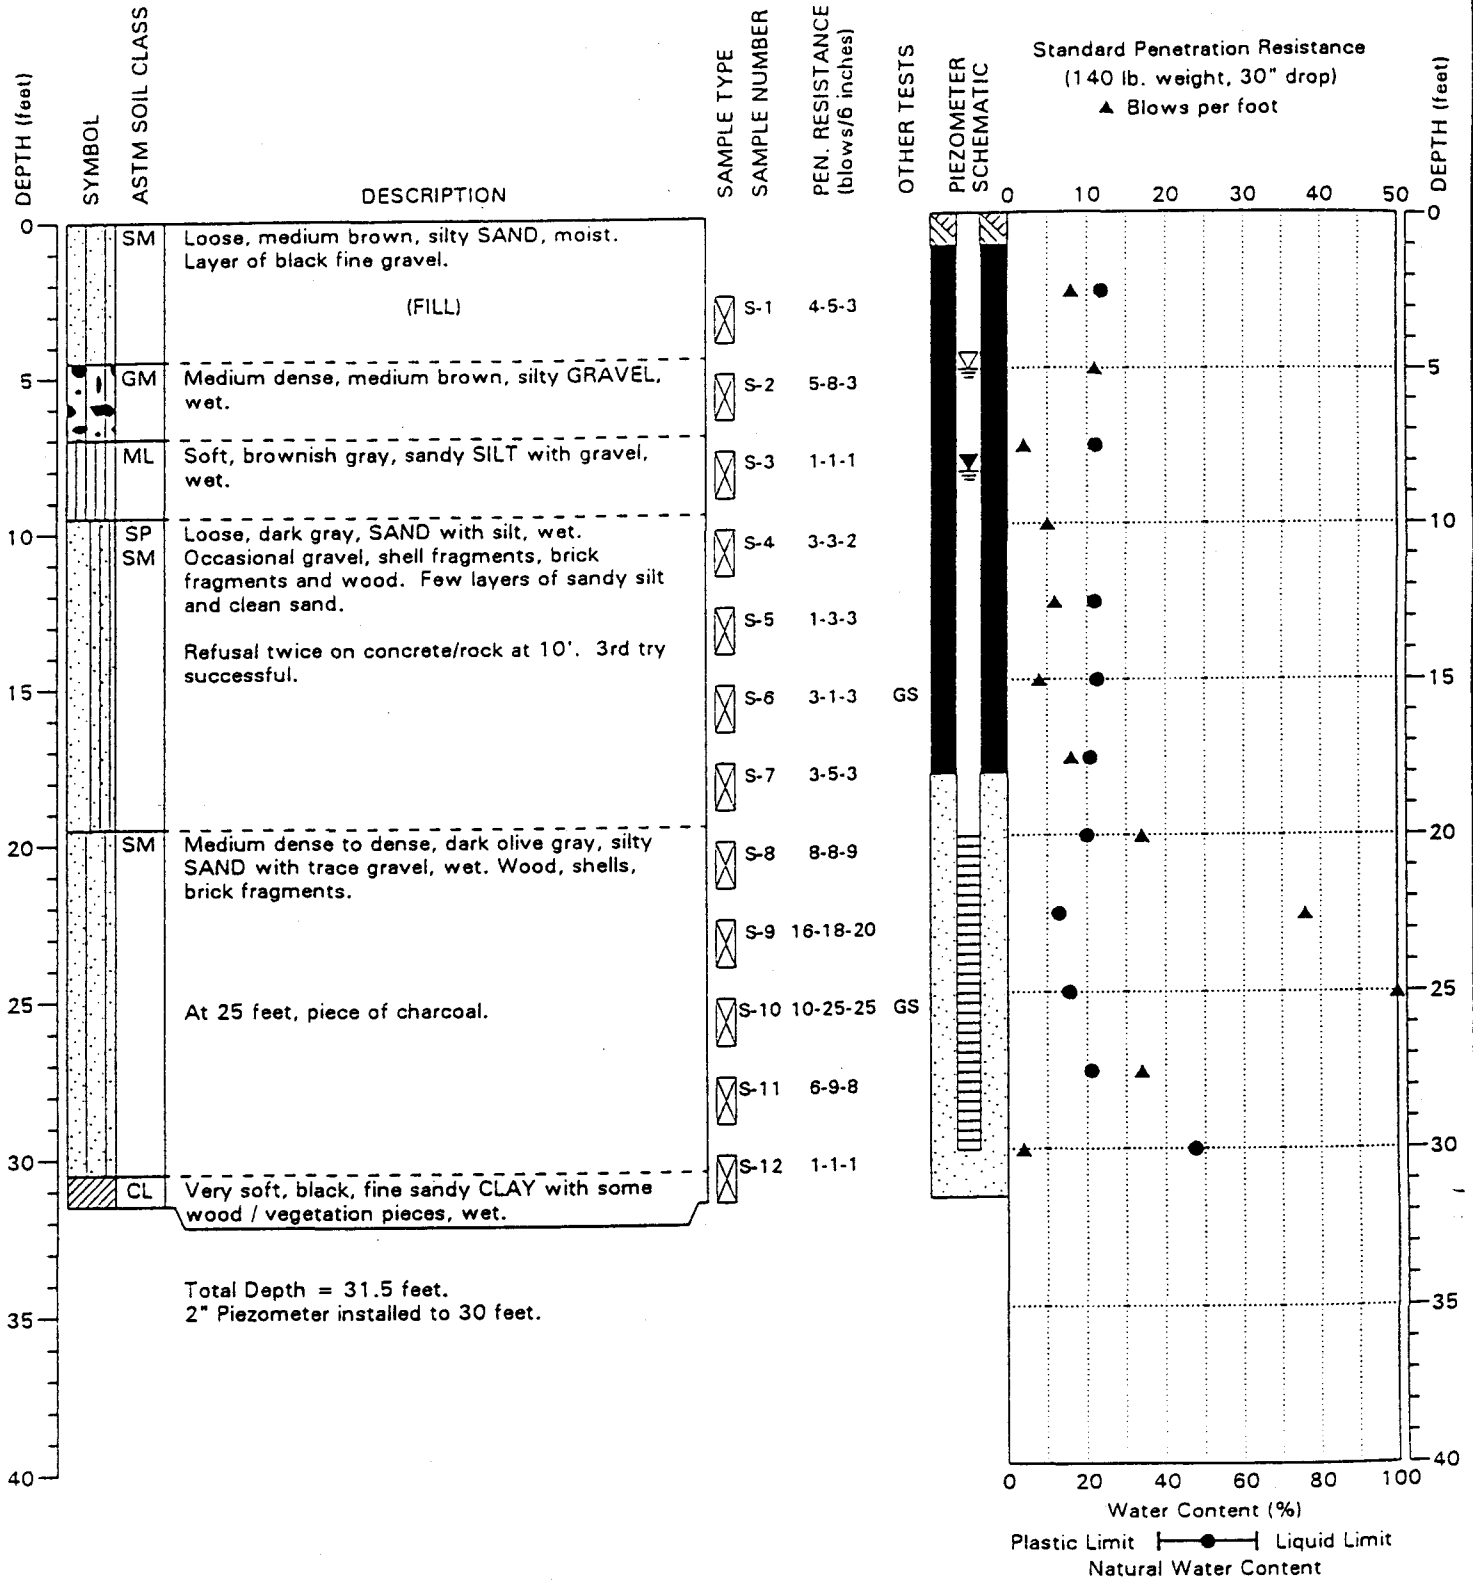 DEPTH (feet)
SYMBOL
ASTM SOIL CLASS
DESCRIPTION
SAMPLE TYPE
SAMPLE NUMBER
PEN. RESISTANCE
(blows/6 inches)
OTHER TESTS
PIEZOMETER
SCHEMATIC
Standard Penetration Resistance
(140 lb. weight, 30" drop)
▲ Blows per foot
DEPTH (feet)
0 10 20 30 40 50
0
SM Loose, medium brown, silty SAND, moist.
Layer of black fine gravel.
(FILL)
S-1 4-5-3
5
GM Medium dense, medium brown, silty GRAVEL,
wet.
S-2 5-8-3
ML Soft, brownish gray, sandy SILT with gravel,
wet.
S-3 1-1-1
10
SP Loose, dark gray, SAND with silt, wet.
SM Occasional gravel, shell fragments, brick
fragments and wood. Few layers of sandy silt
and clean sand.
S-4 3-3-2
S-5 1-3-3
Refusal twice on concrete/rock at 10'. 3rd try
successful.
15
S-6 3-1-3 GS
S-7 3-5-3
20
SM Medium dense to dense, dark olive gray, silty
SAND with trace gravel, wet. Wood, shells,
brick fragments.
S-8 8-8-9
S-9 16-18-20
25
At 25 feet, piece of charcoal.
S-10 10-25-25 GS
S-11 6-9-8
30
S-12 1-1-1
CL Very soft, black, fine sandy CLAY with some
wood / vegetation pieces, wet.
Total Depth = 31.5 feet.
2" Piezometer installed to 30 feet.
35
40
0
5
10
15
20
25
30
35
40
0 20 40 60 80 100
Water Content (%)
Plastic Limit Liquid Limit
Natural Water Content